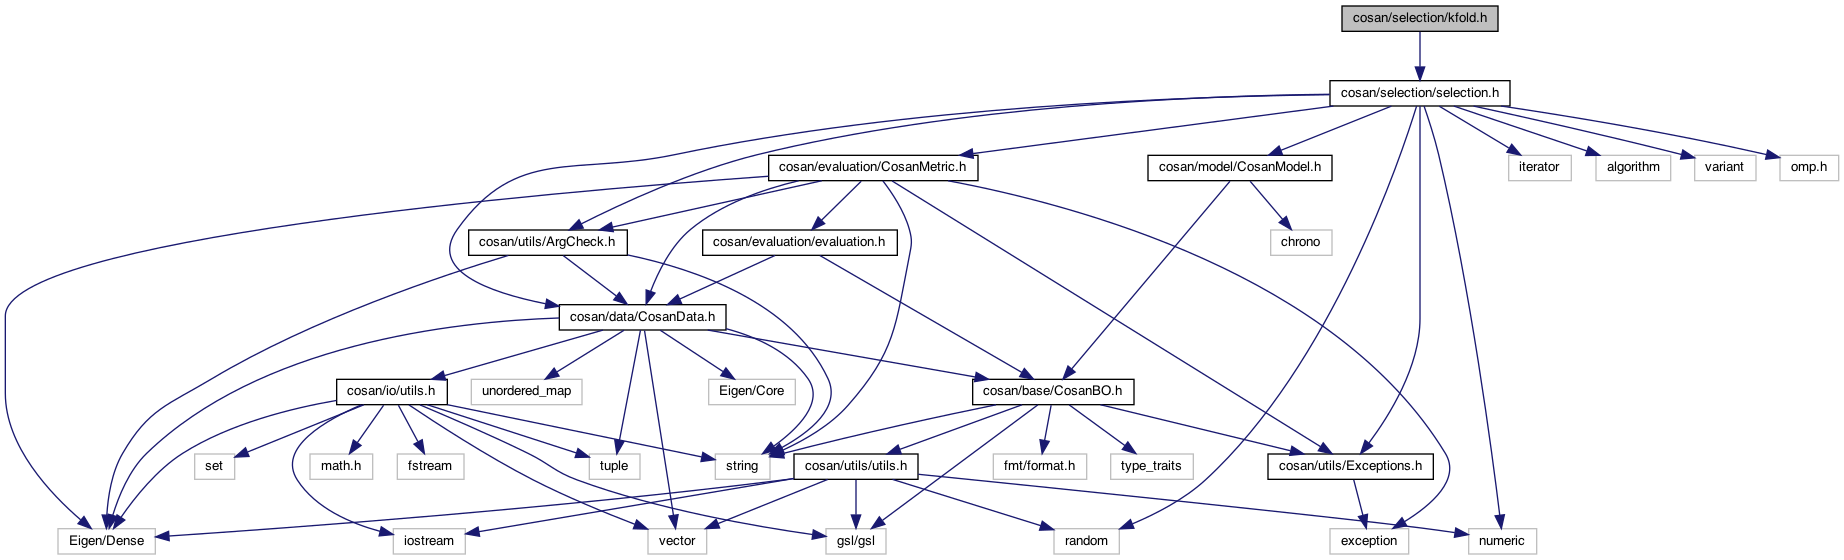 cosan/selection/kfold.h
cosan/selection/selection.h
cosan/evaluation/CosanMetric.h
cosan/model/CosanModel.h
iterator
algorithm
variant
omp.h
cosan/utils/ArgCheck.h
cosan/evaluation/evaluation.h
chrono
cosan/data/CosanData.h
cosan/io/utils.h
unordered_map
Eigen/Core
cosan/base/CosanBO.h
set
math.h
fstream
tuple
string
cosan/utils/utils.h
fmt/format.h
type_traits
cosan/utils/Exceptions.h
Eigen/Dense
iostream
vector
gsl/gsl
random
exception
numeric